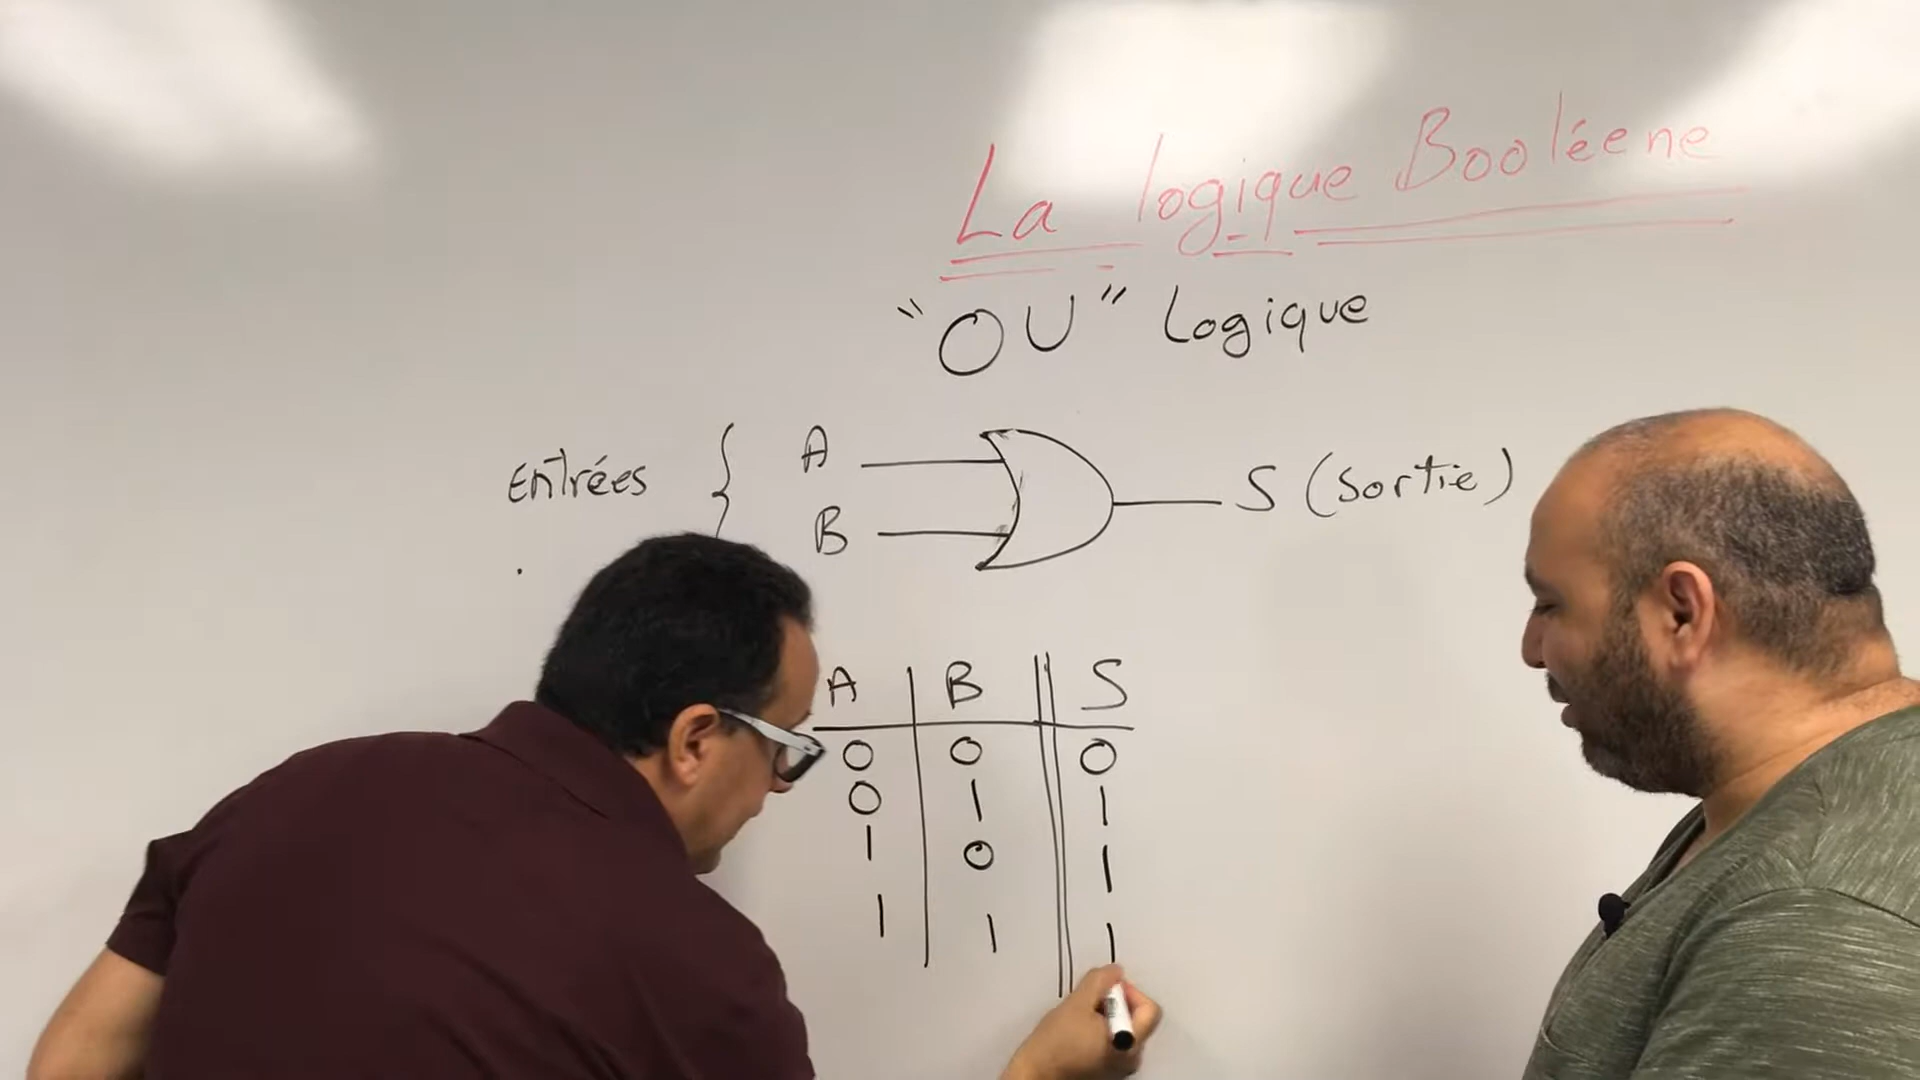 La logique Booléene
"OU" Logique
Entrées { A
B
S (Sortie)
A B S
0 0 0
0 1 1
1 0 1
1 1 1